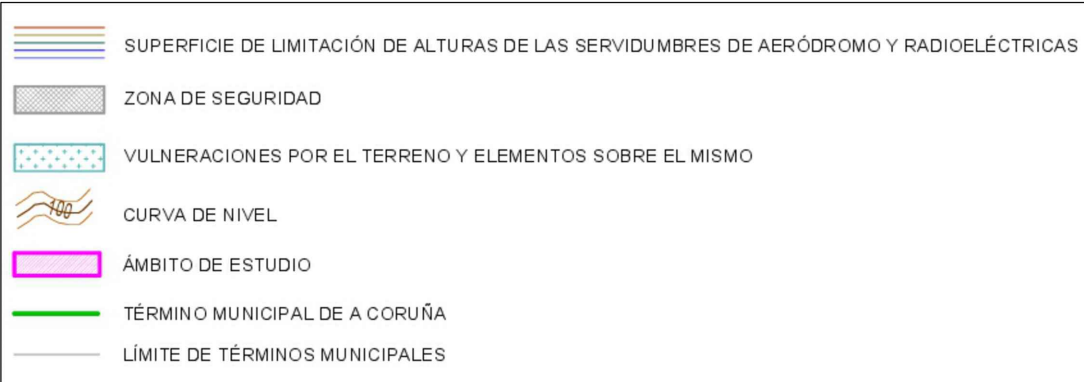 SUPERFICIE DE LIMITACIÓN DE ALTURAS DE LAS SERVIDUMBRES DE AERÓDROMO Y RADIOELÉCTRICAS
ZONA DE SEGURIDAD
VULNERACIONES POR EL TERRENO Y ELEMENTOS SOBRE EL MISMO
100
CURVA DE NIVEL
ÁMBITO DE ESTUDIO
TÉRMINO MUNICIPAL DE A CORUÑA
LÍMITE DE TÉRMINOS MUNICIPALES